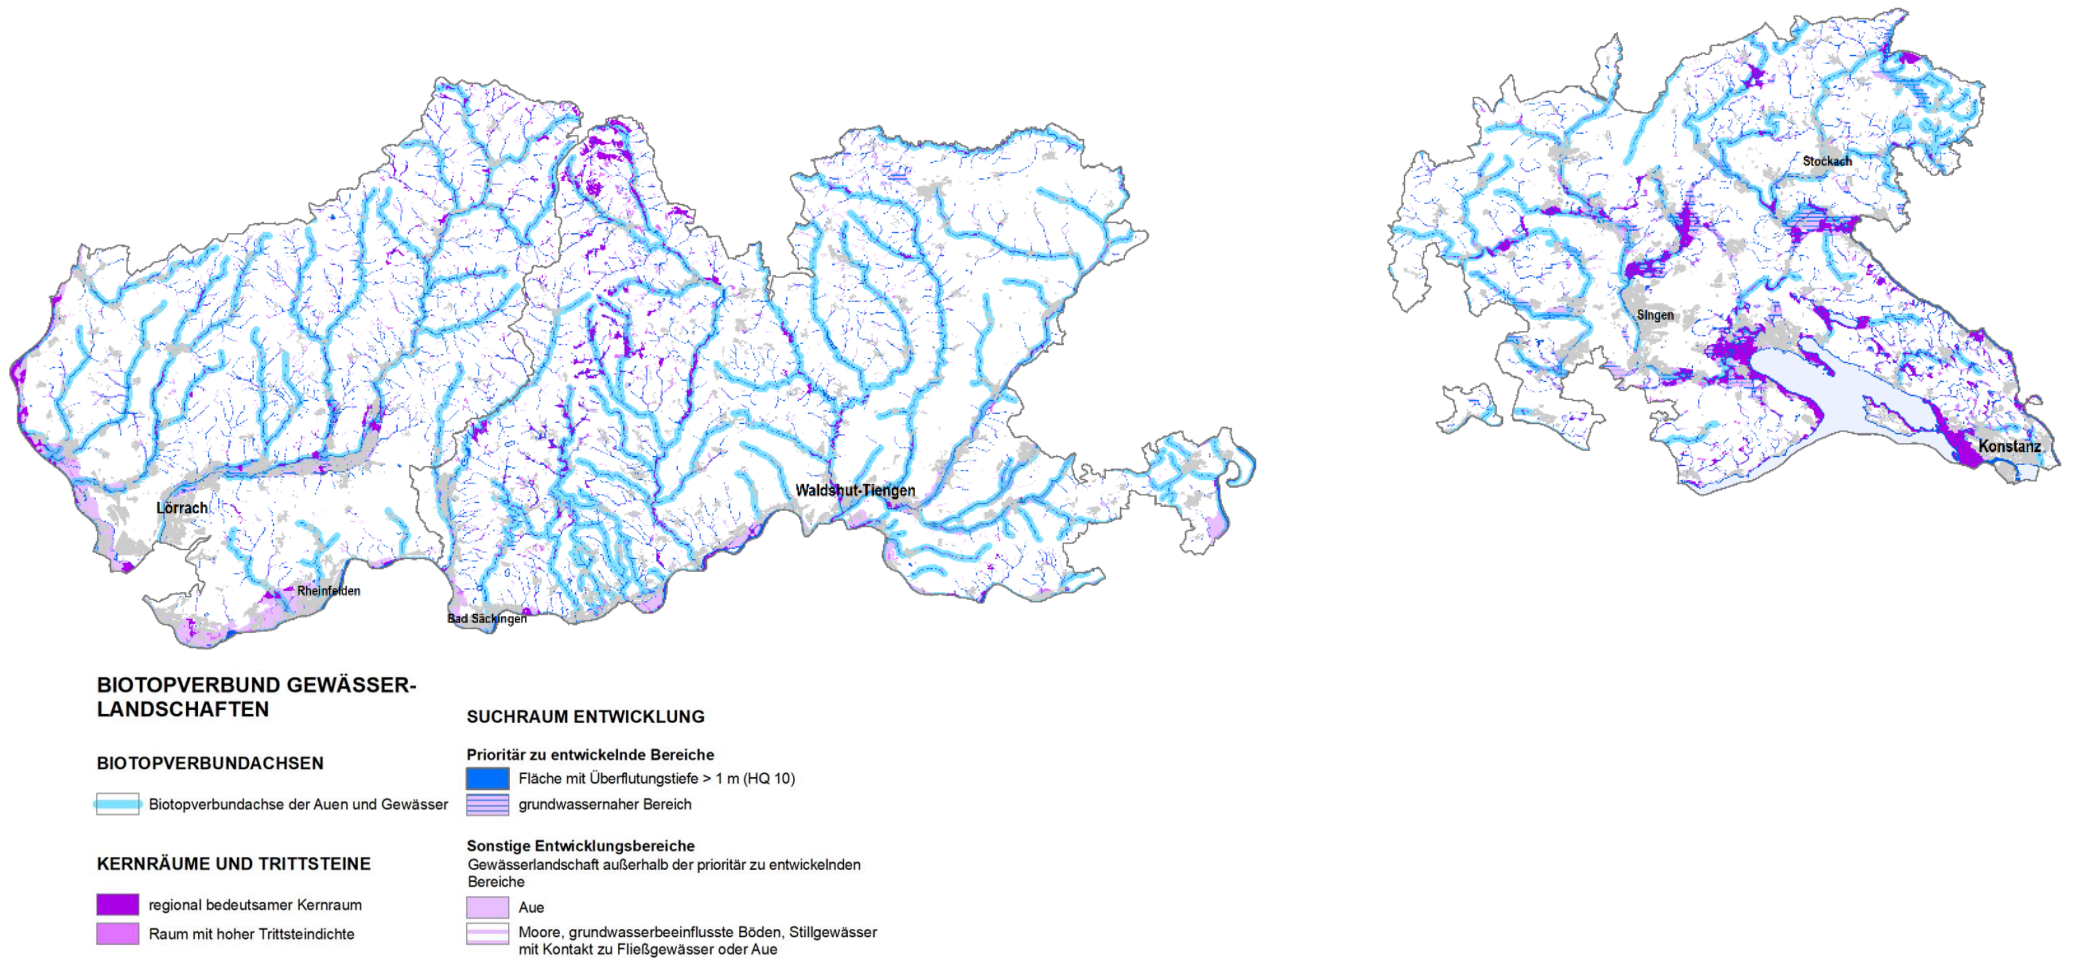 Stockach
Singen
Konstanz
Waldshut-Tiengen
Lörrach
Rheinfelden
Bad Säckingen
BIOTOPVERBUND GEWÄSSER-
LANDSCHAFTEN
BIOTOPVERBUNDACHSEN
Biotopverbundachse der Auen und Gewässer
KERNRÄUME UND TRITTSTEINE
regional bedeutsamer Kernraum
Raum mit hoher Trittsteindichte
SUCHRAUM ENTWICKLUNG
Prioritär zu entwickelnde Bereiche
Fläche mit Überflutungstiefe > 1 m (HQ 10)
grundwassernaher Bereich
Sonstige Entwicklungsbereiche
Gewässerlandschaft außerhalb der prioritär zu entwickelnden
Bereiche
Aue
Moore, grundwasserbeeinflusste Böden, Stillgewässer
mit Kontakt zu Fließgewässer oder Aue